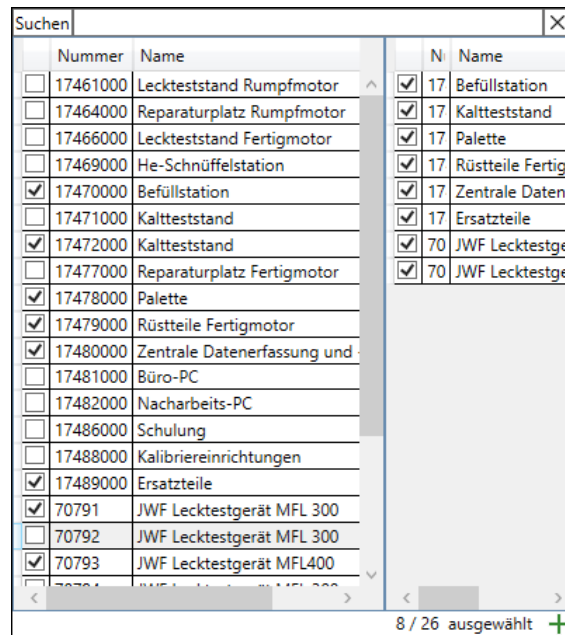 Suchen
Nummer Name
17461000 Leckteststand Rumpfmotor
17464000 Reparaturplatz Rumpfmotor
17466000 Leckteststand Fertigmotor
17469000 He-Schnüffelstation
17470000 Befüllstation
17471000 Kaltteststand
17472000 Kaltteststand
17477000 Reparaturplatz Fertigmotor
17478000 Palette
17479000 Rüstteile Fertigmotor
17480000 Zentrale Datenerfassung und
17481000 Büro-PC
17482000 Nacharbeits-PC
17486000 Schulung
17488000 Kalibriereinrichtungen
17489000 Ersatzteile
70791 JWF Lecktestgerät MFL 300
70792 JWF Lecktestgerät MFL 300
70793 JWF Lecktestgerät MFL400
N Name
17 Befüllstation
17 Kaltteststand
17 Palette
17 Rüstteile Fertig
17 Zentrale Daten
17 Ersatzteile
70 JWF Lecktestge
70 JWF Lecktestge
8 / 26 ausgewählt